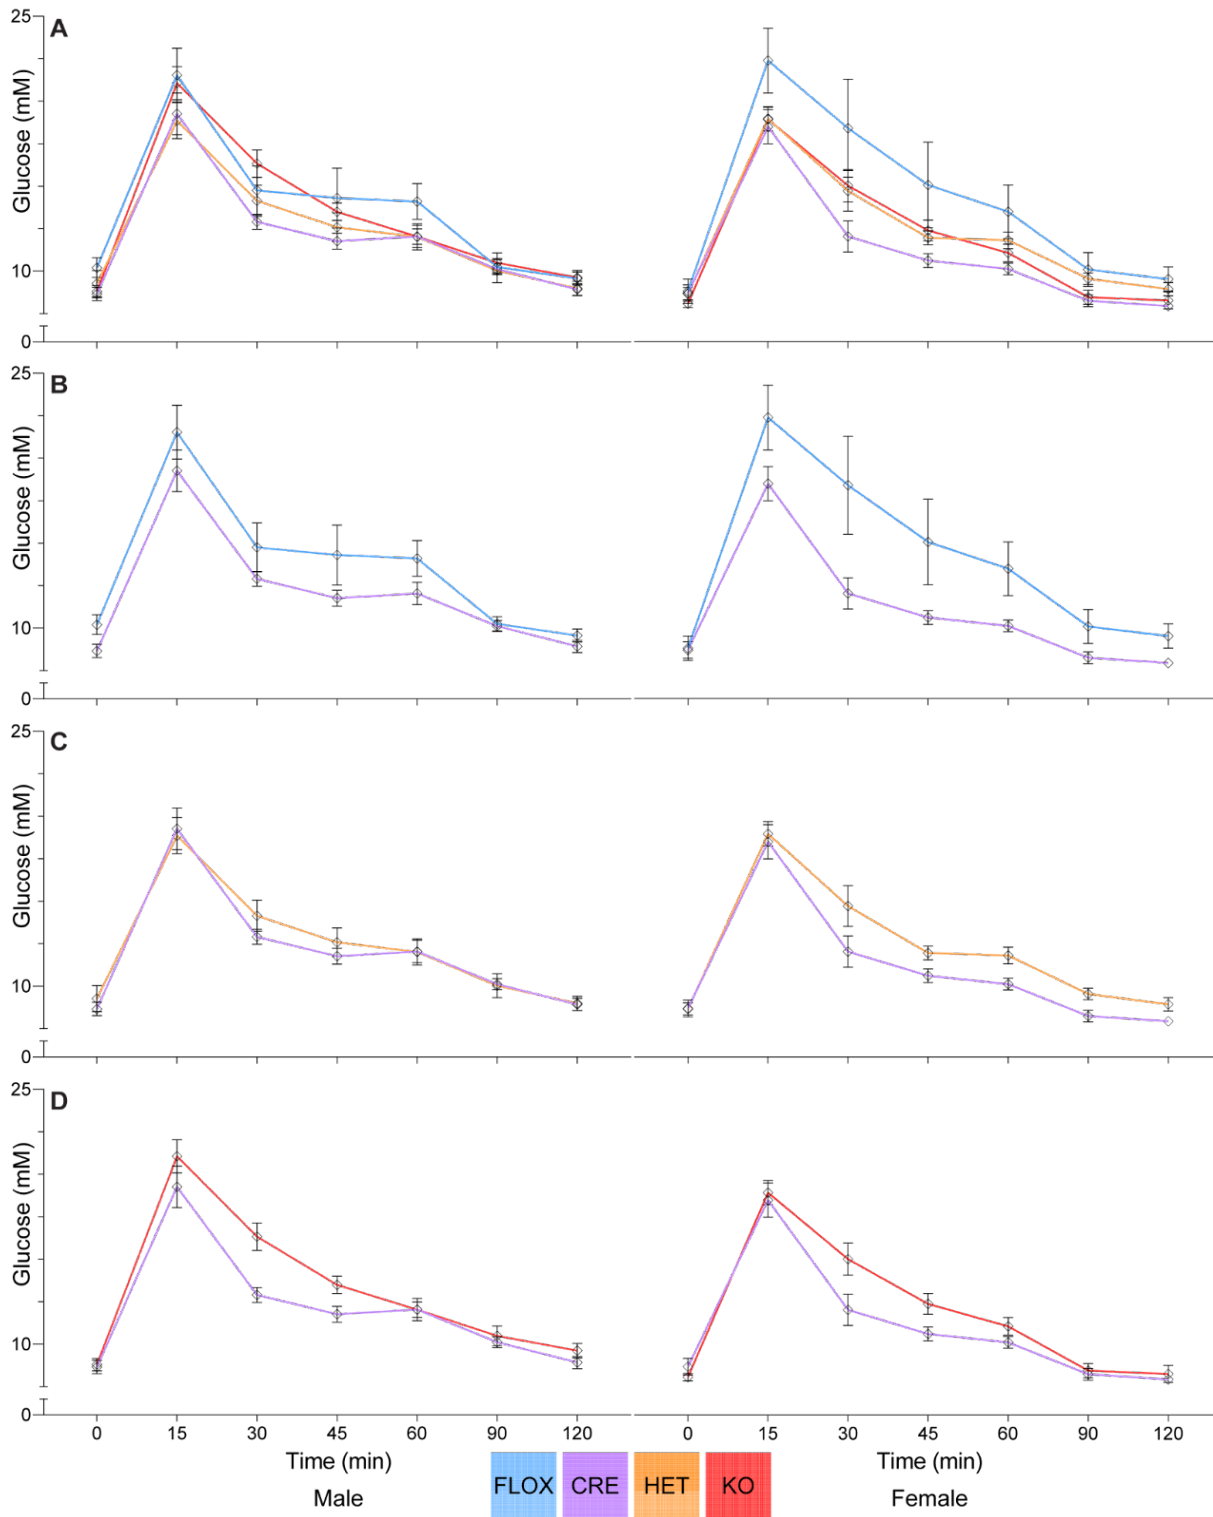 A
25
Glucose (mM)
10
0
B
25
Glucose (mM)
10
0
C
25
Glucose (mM)
10
0
D
25
Glucose (mM)
10
0
0 15 30 45 60 90 120 0 15 30 45 60 90 120
Time (min) Time (min)
Male FLOX CRE HET KO Female